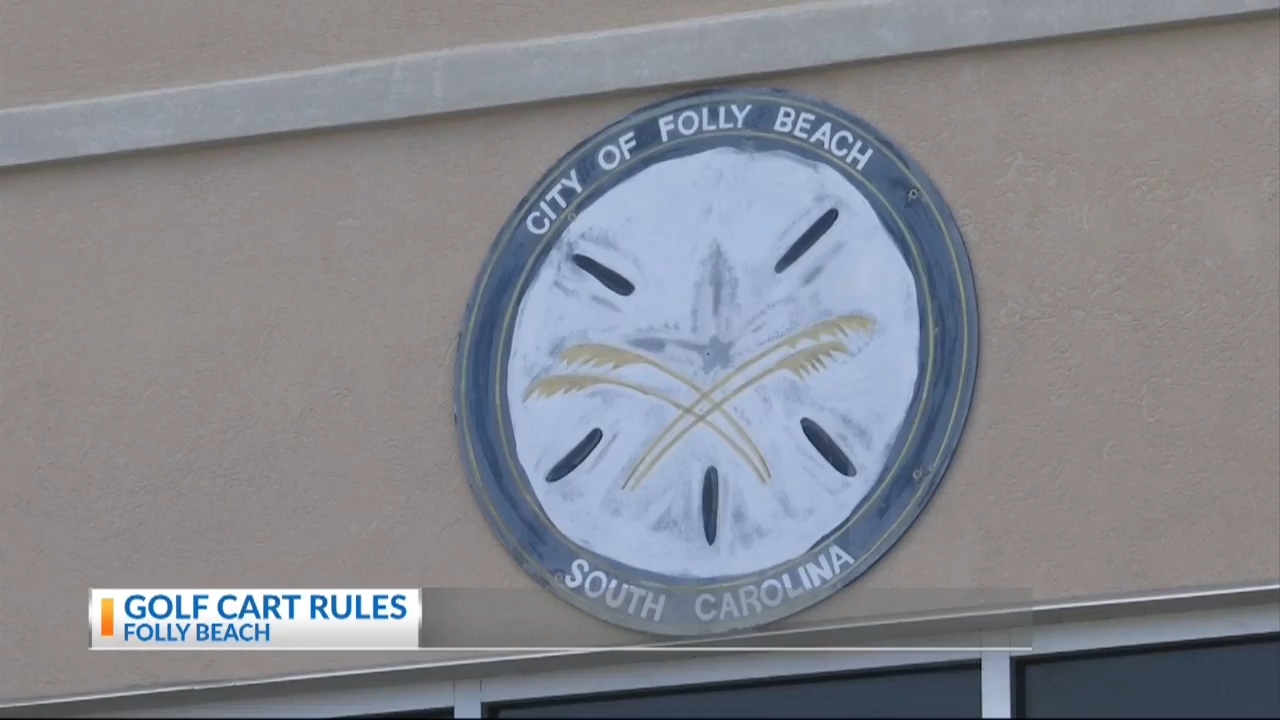 CITY OF FOLLY BEACH
SOUTH CAROLINA
GOLF CART RULES
FOLLY BEACH